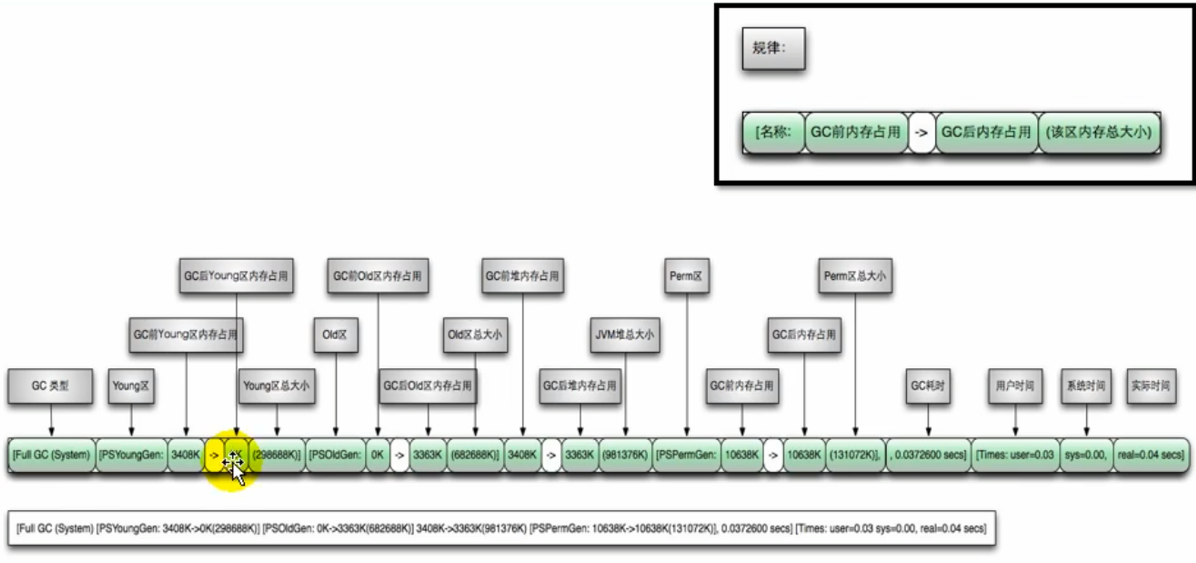 规律：
[名称: GC前内存占用 -> GC后内存占用 (该区内存总大小)
GC后Young区内存占用 GC前Old区内存占用 GC前堆内存占用 Perm区 Perm区总大小
GC前Young区内存占用 Old区 Old区总大小 JVM堆总大小 GC后内存占用
GC 类型 Young区 Young区总大小 GC后Old区内存占用 GC后堆内存占用 GC前内存占用 GC耗时 用户时间 系统时间 实际时间
[Full GC (System) [PSYoungGen: 3408K -> (298688K)] [PSOldGen: 0K -> 3363K (682688K)] 3408K -> 3363K (981376K) [PSPermGen: 10638K -> 10638K (131072K)], , 0.0372600 secs] [Times: user=0.03 sys=0.00, real=0.04 secs]
[Full GC (System) [PSYoungGen: 3408K->0K(298688K)] [PSOldGen: 0K->3363K(682688K)] 3408K->3363K(981376K) [PSPermGen: 10638K->10638K(131072K)], 0.0372600 secs] [Times: user=0.03 sys=0.00, real=0.04 secs]